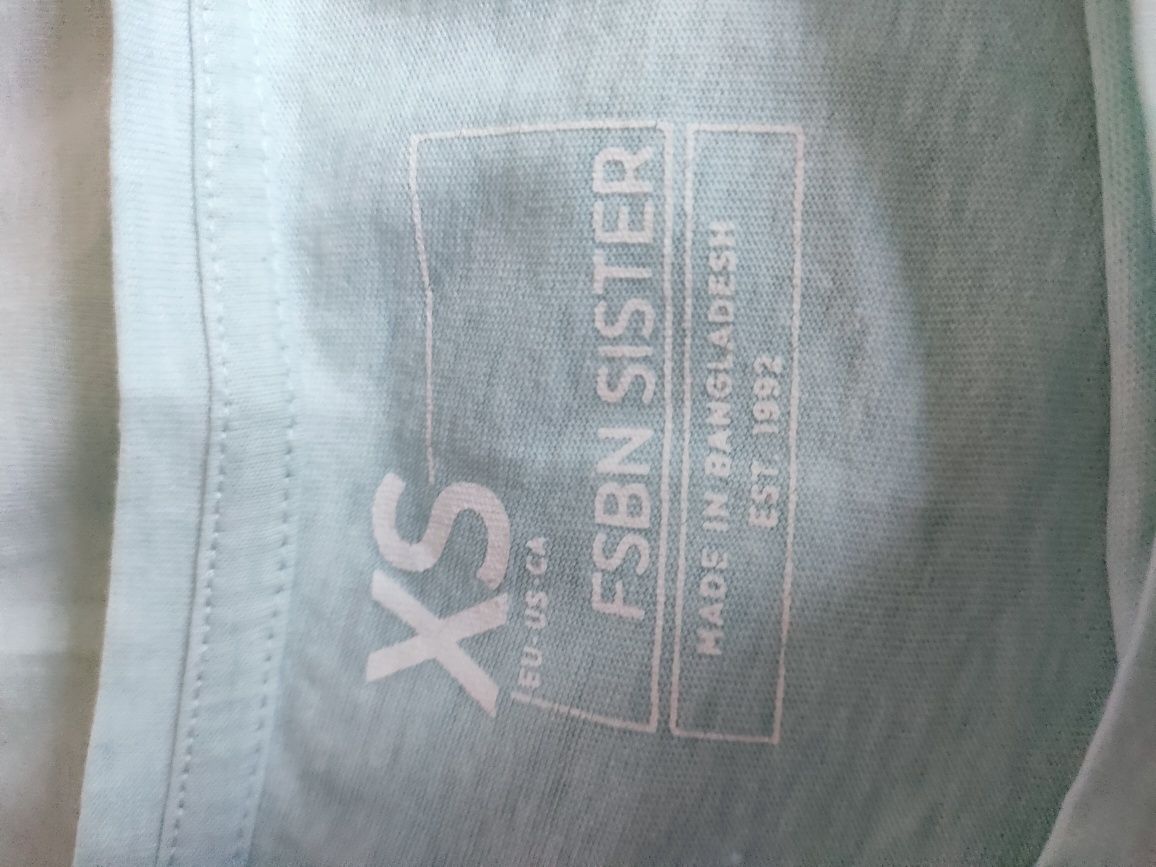 XS
EU-US CA
FSBN SISTER
MADE IN BANGLADESH
EST 1992